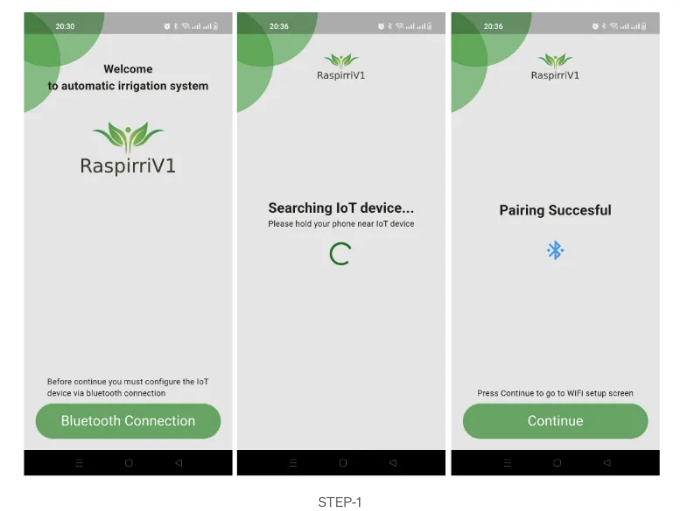 20:30
Welcome
to automatic irrigation system
RaspirriV1
Before continue you must configure the IoT
device via bluetooth connection
Bluetooth Connection
20:36
RaspirriV1
Searching IoT device...
Please hold your phone near IoT device
20:36
RaspirriV1
Pairing Succesful
Press Continue to go to WIFI setup screen
Continue
STEP-1